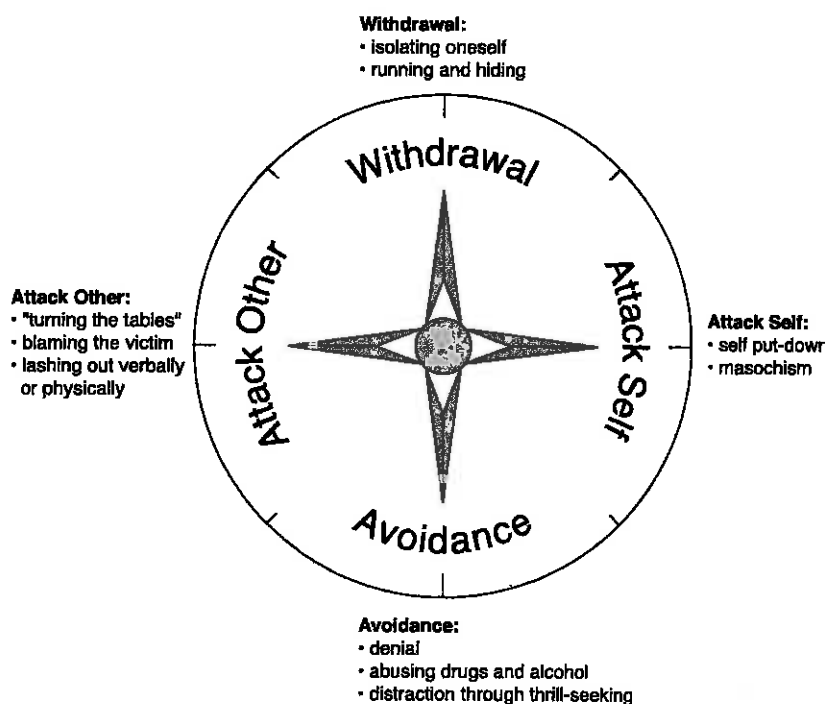 Withdrawal:
• isolating oneself
• running and hiding
Withdrawal
Attack Other:
• "turning the tables"
• blaming the victim
• lashing out verbally
or physically
Attack Other
Attack Self
Attack Self:
• self put-down
• masochism
Avoidance
Avoidance:
• denial
• abusing drugs and alcohol
• distraction through thrill-seeking